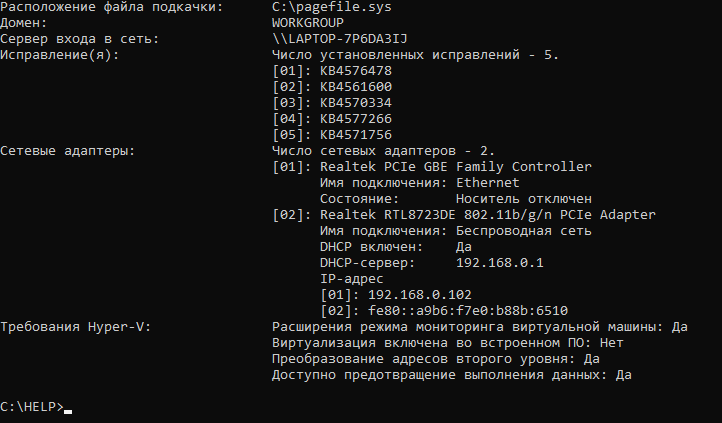 Расположение файла подкачки: C:\pagefile.sys
Домен: WORKGROUP
Сервер входа в сеть: \\LAPTOP-7P6DA3IJ
Исправление(я): Число установленных исправлений - 5.
[01]: KB4576478
[02]: KB4561600
[03]: KB4570334
[04]: KB4577266
[05]: KB4571756
Сетевые адаптеры: Число сетевых адаптеров - 2.
[01]: Realtek PCIe GBE Family Controller
Имя подключения: Ethernet
Состояние: Носитель отключен
[02]: Realtek RTL8723DE 802.11b/g/n PCIe Adapter
Имя подключения: Беспроводная сеть
DHCP включен: Да
DHCP-сервер: 192.168.0.1
IP-адрес
[01]: 192.168.0.102
[02]: fe80::a9b6:f7e0:b88b:6510
Требования Hyper-V: Расширения режима мониторинга виртуальной машины: Да
Виртуализация включена во встроенном ПО: Нет
Преобразование адресов второго уровня: Да
Доступно предотвращение выполнения данных: Да
C:\HELP>